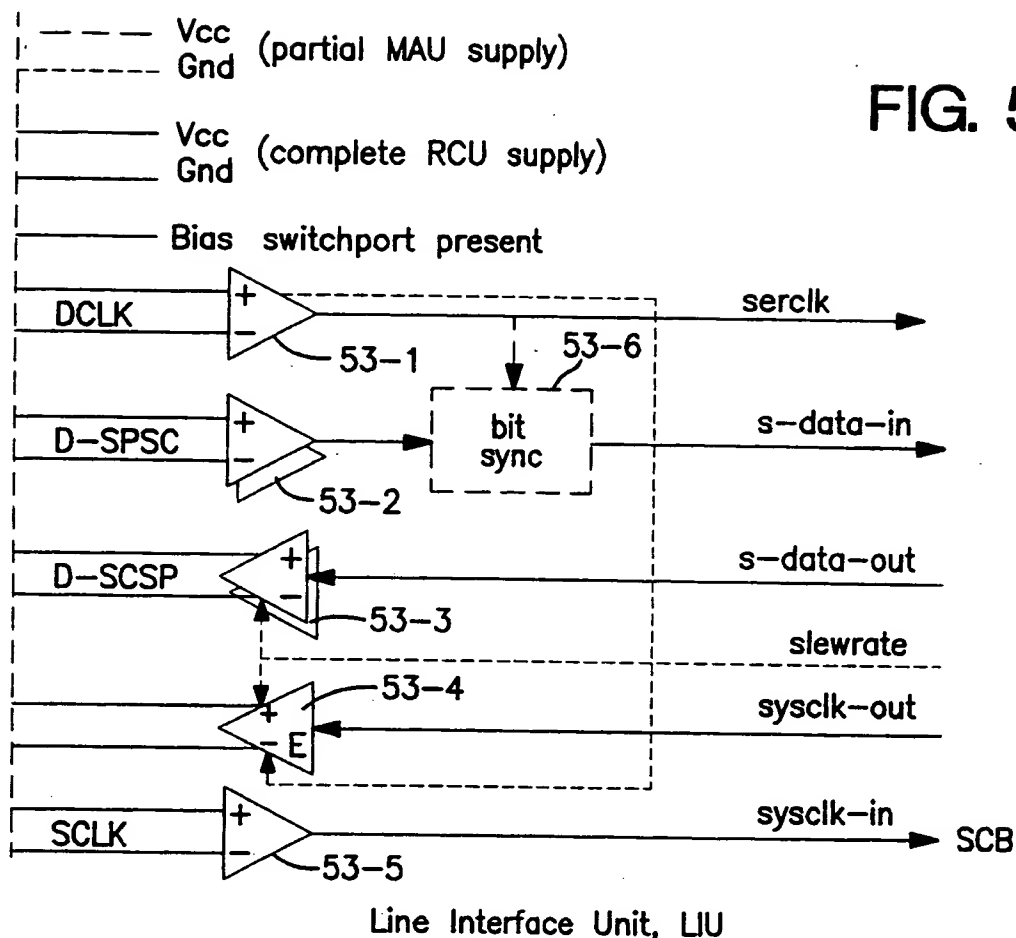 Vcc
Gnd
(partial MAU supply)
FIG. 5
Vcc
Gnd
(complete RCU supply)
Bias switchport present
+
−
DCLK
53-1
serclk
53-6
+
−
D-SPSC
53-2
bit
sync
s-data-in
D-SCSP
+
−
53-3
s-data-out
slewrate
53-4
+
−
E
sysclk-out
SCLK
+
−
53-5
sysclk-in
SCB
Line Interface Unit, LIU